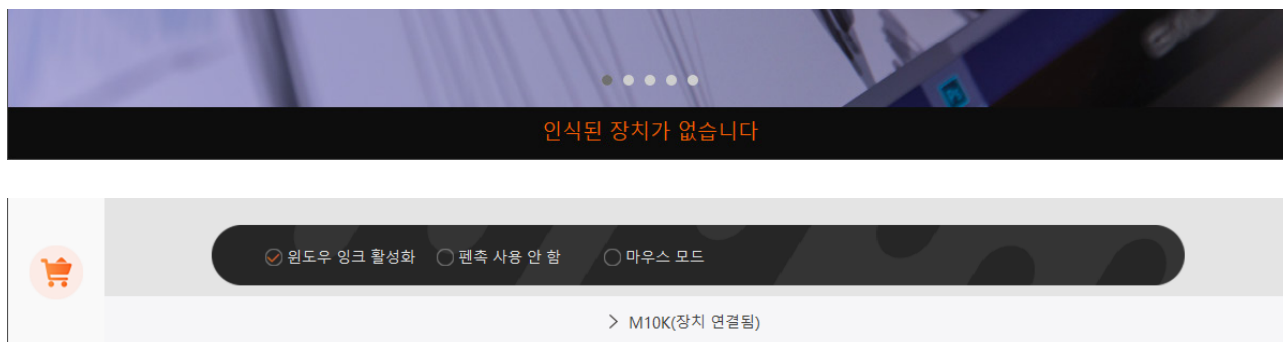 인식된 장치가 없습니다
윈도우 잉크 활성화 펜촉 사용 안 함 마우스 모드
> M10K(장치 연결됨)